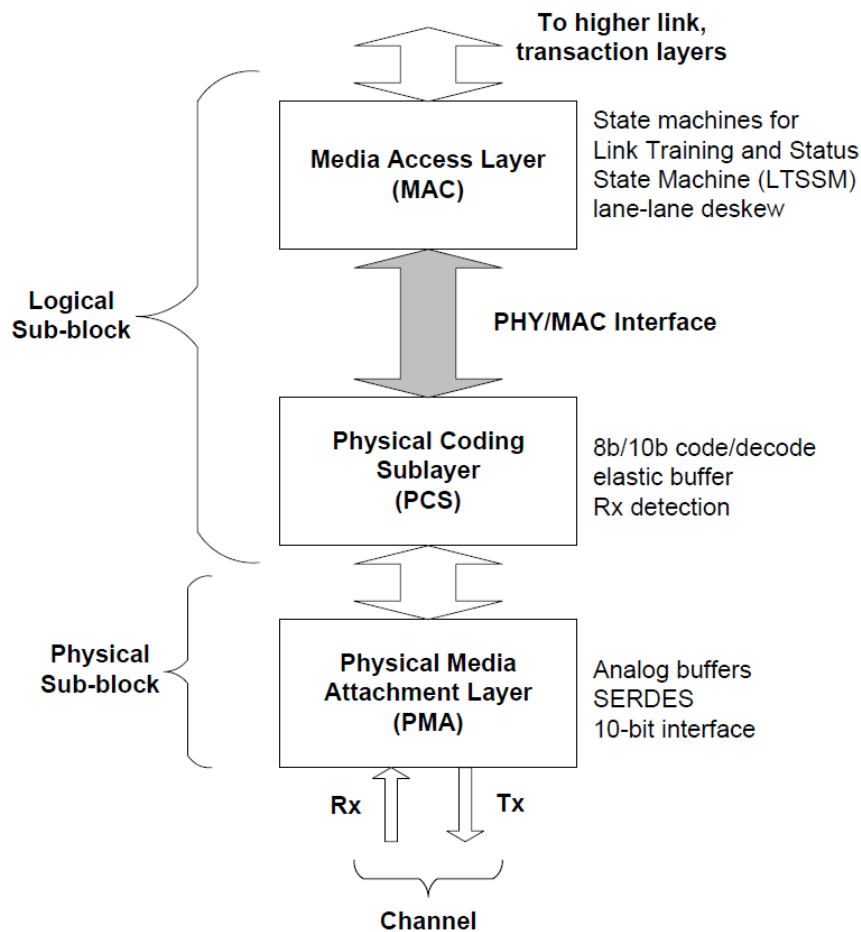 To higher link,
transaction layers
Media Access Layer
(MAC)
State machines for
Link Training and Status
State Machine (LTSSM)
lane-lane deskew
Logical
Sub-block
PHY/MAC Interface
Physical Coding
Sublayer
(PCS)
8b/10b code/decode
elastic buffer
Rx detection
Physical
Sub-block
Physical Media
Attachment Layer
(PMA)
Analog buffers
SERDES
10-bit interface
Rx
Tx
Channel